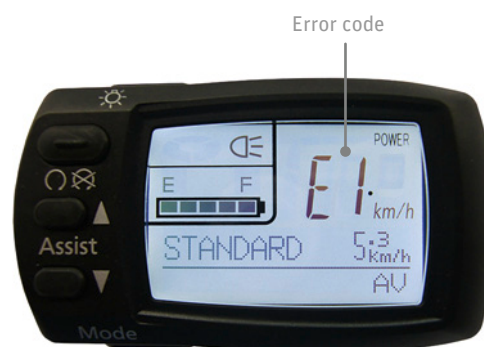 Error code
POWER
E F
E1.
km/h
Assist
STANDARD 5.3 km/h
AV
Mode